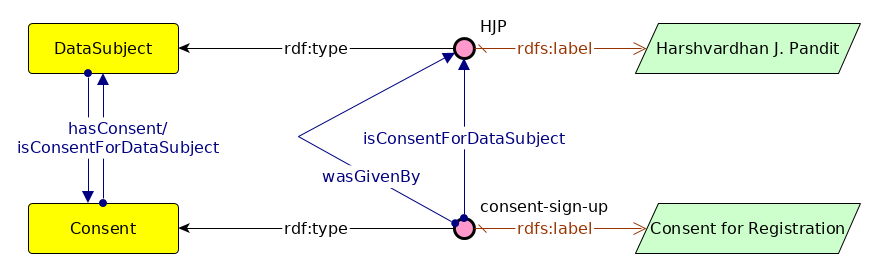 HJP
DataSubject
rdf:type
rdfs:label
Harshvardhan J. Pandit
hasConsent/
isConsentForDataSubject
isConsentForDataSubject
wasGivenBy
consent-sign-up
Consent
rdf:type
rdfs:label
Consent for Registration